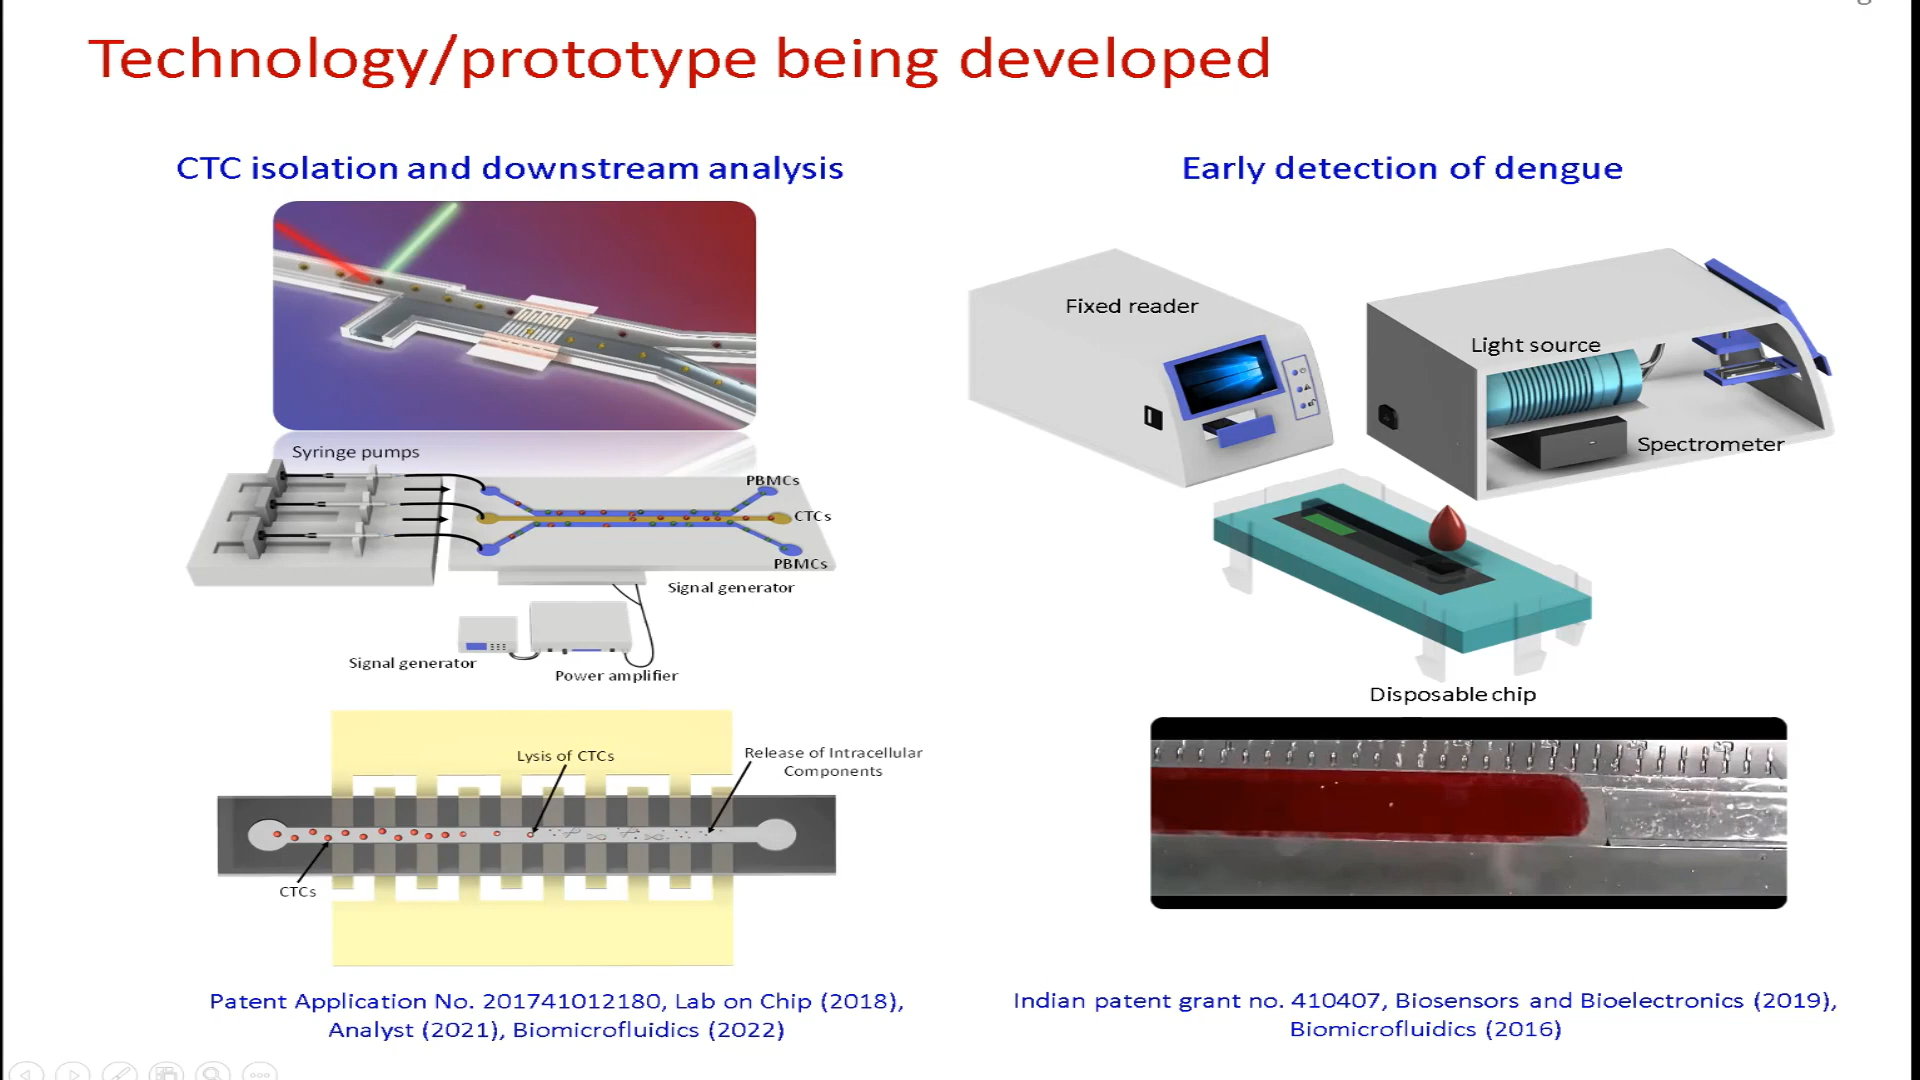 Technology/prototype being developed
CTC isolation and downstream analysis
Syringe pumps
PBMCs
CTCs
PBMCs
Signal generator
Signal generator
Power amplifier
Lysis of CTCs
Release of Intracellular
Components
CTCs
Patent Application No. 201741012180, Lab on Chip (2018),
Analyst (2021), Biomicrofluidics (2022)
Early detection of dengue
Fixed reader
Light source
Spectrometer
Disposable chip
Indian patent grant no. 410407, Biosensors and Bioelectronics (2019),
Biomicrofluidics (2016)